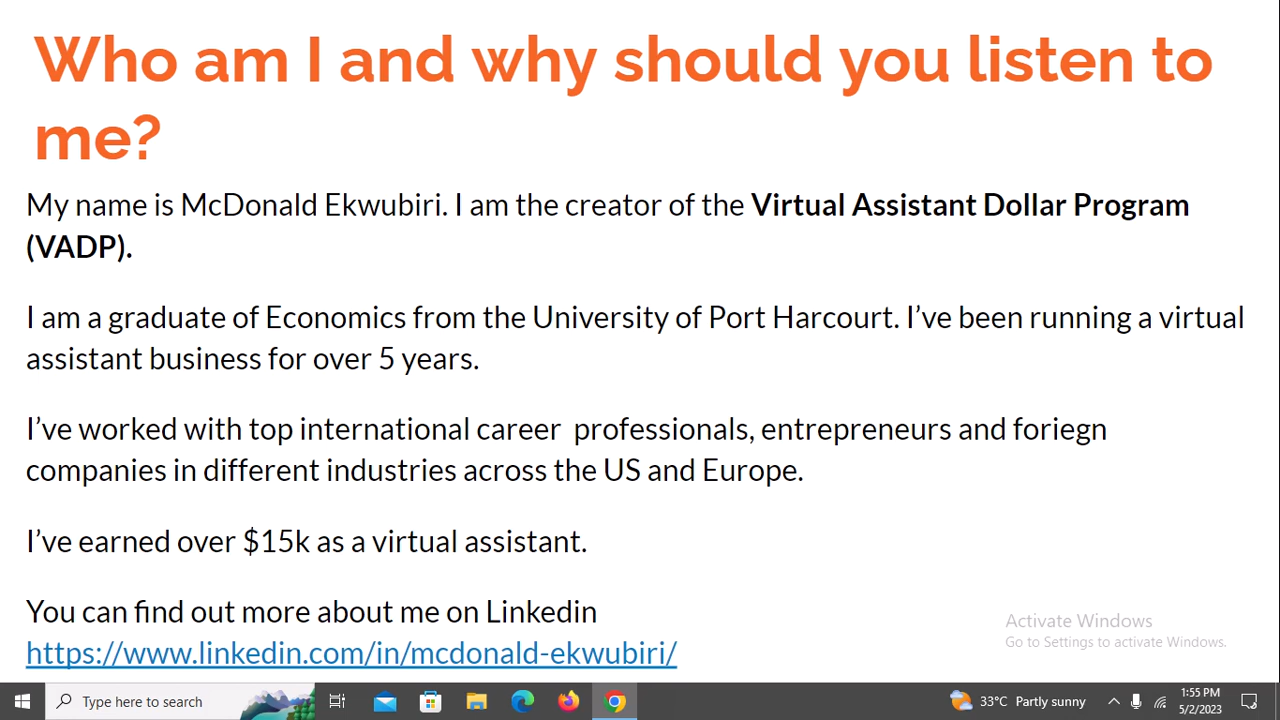 Who am I and why should you listen to
me?
My name is McDonald Ekwubiri. I am the creator of the Virtual Assistant Dollar Program
(VADP).
I am a graduate of Economics from the University of Port Harcourt. I've been running a virtual
assistant business for over 5 years.
I've worked with top international career  professionals, entrepreneurs and foriegn
companies in different industries across the US and Europe.
I've earned over $15k as a virtual assistant.
You can find out more about me on Linkedin
https://www.linkedin.com/in/mcdonald-ekwubiri/
Activate Windows
Go to Settings to activate Windows.
Type here to search
33°C Partly sunny
1:55 PM
5/2/2023